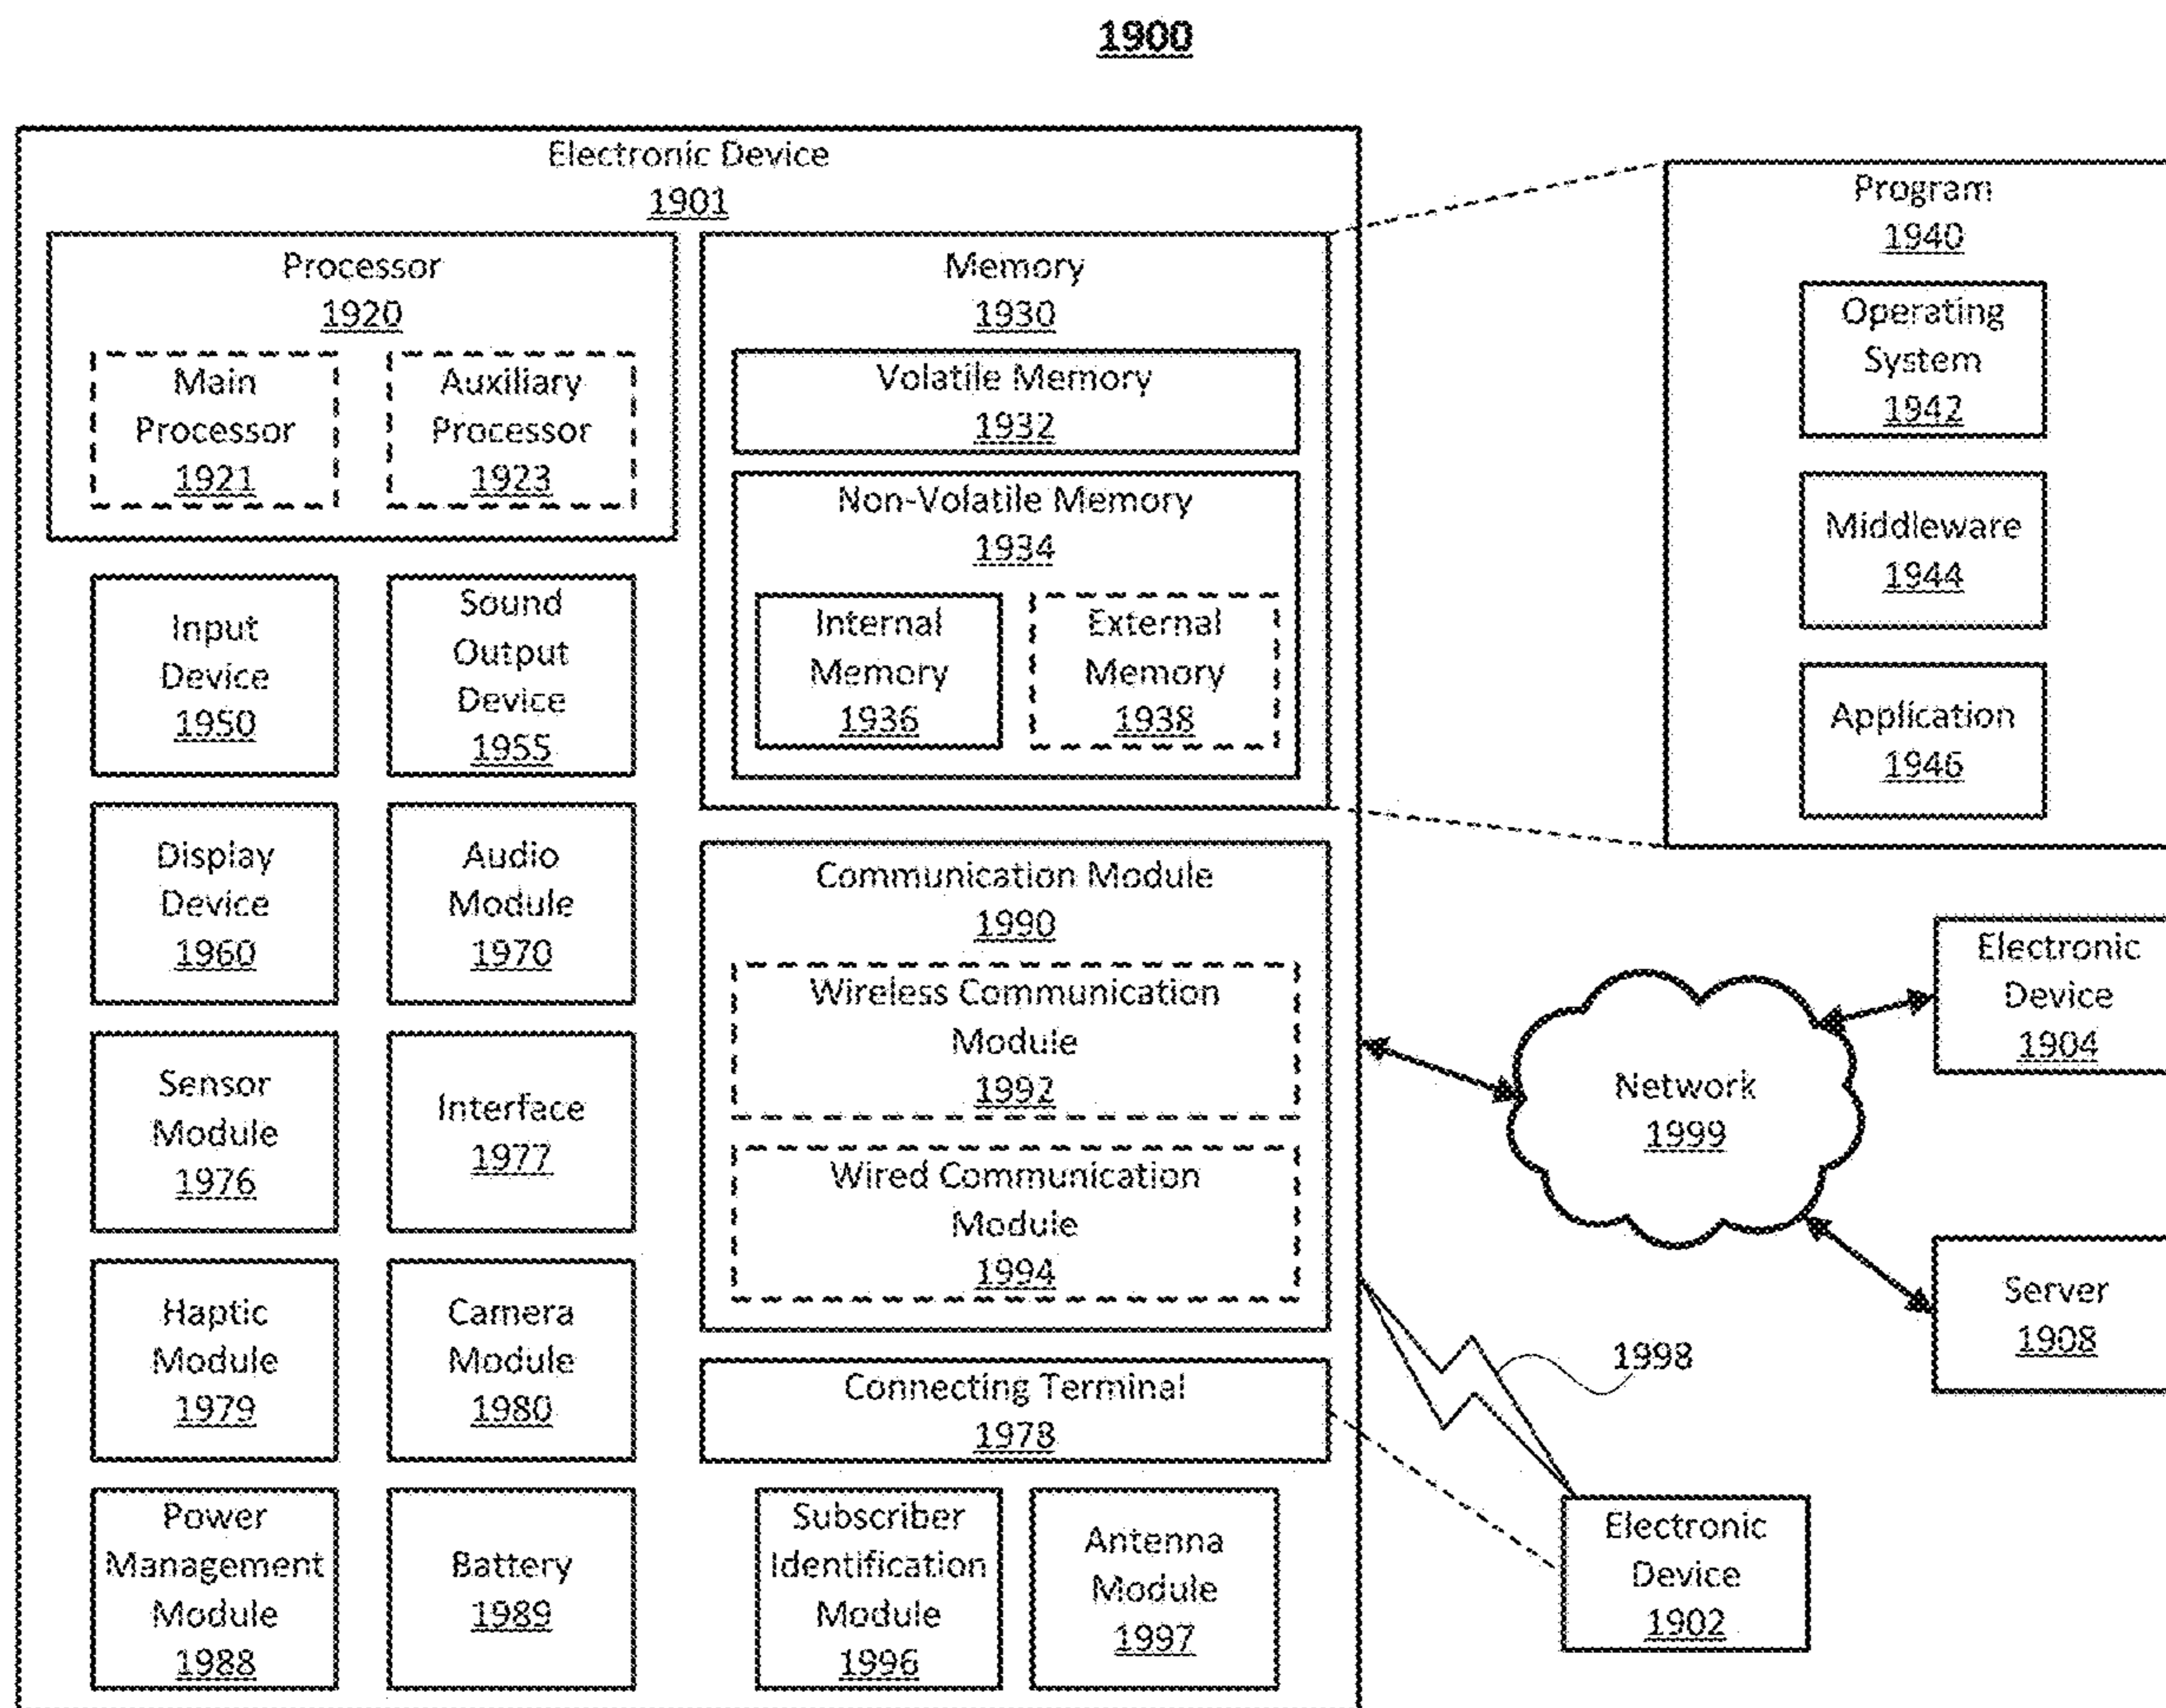 1900
Electronic Device
1901
Processor
1920
Main
Processor
1921
Auxiliary
Processor
1923
Memory
1930
Volatile Memory
1932
Non-Volatile Memory
1934
Internal
Memory
1936
External
Memory
1938
Program
1940
Operating
System
1942
Middleware
1944
Application
1946
Input
Device
1950
Sound
Output
Device
1955
Display
Device
1960
Audio
Module
1970
Sensor
Module
1976
Interface
1977
Haptic
Module
1979
Camera
Module
1980
Power
Management
Module
1988
Battery
1989
Communication Module
1990
Wireless Communication
Module
1992
Wired Communication
Module
1994
Connecting Terminal
1978
Subscriber
Identification
Module
1996
Antenna
Module
1997
Network
1999
Electronic
Device
1904
Server
1908
1998
Electronic
Device
1902